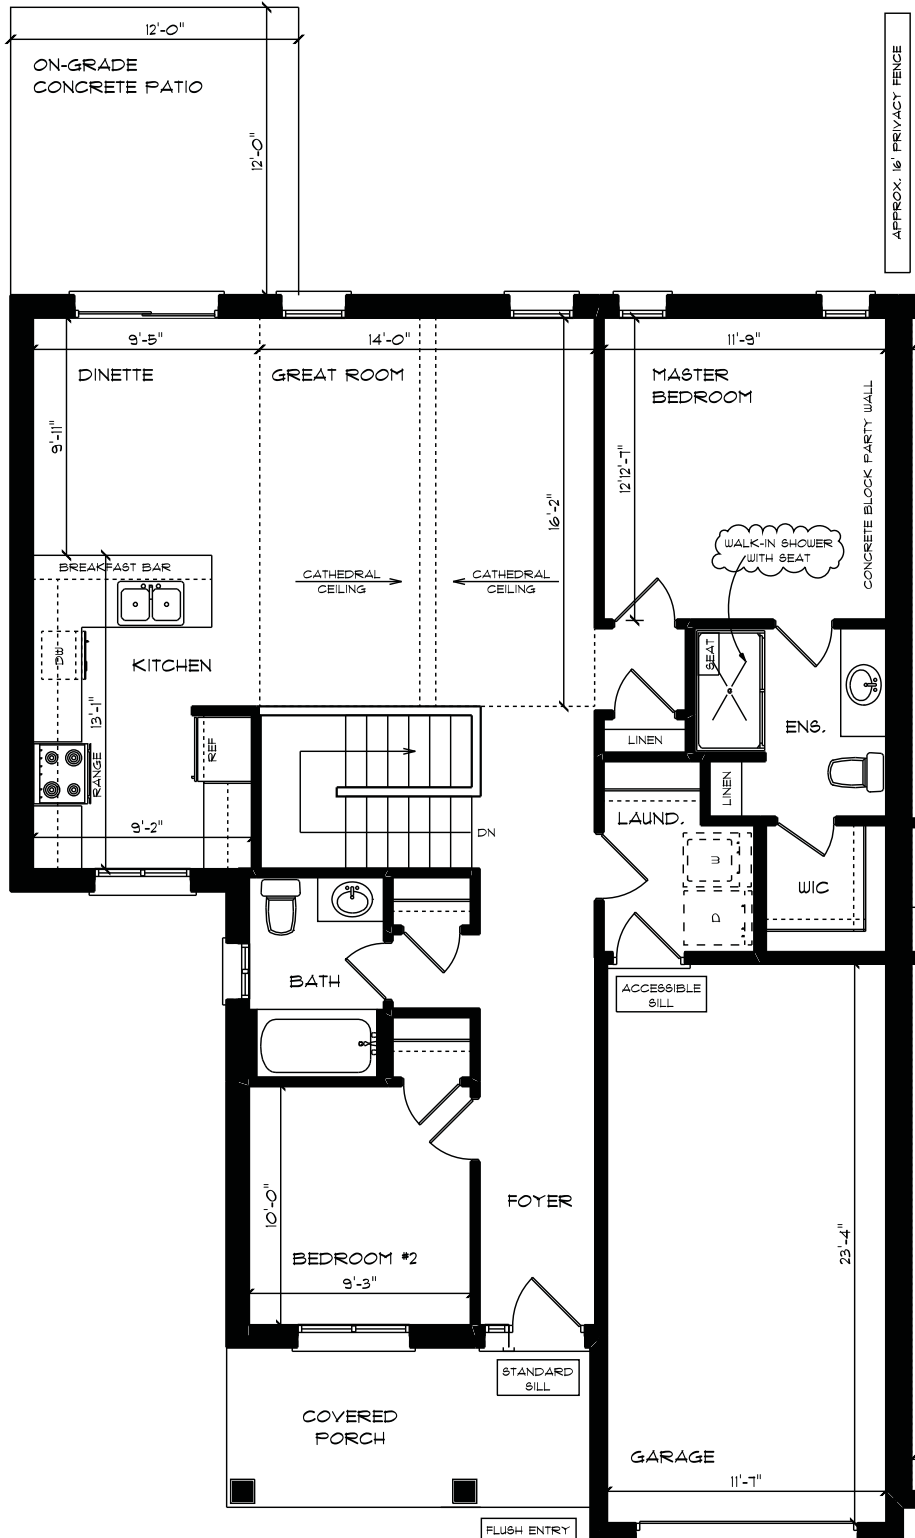 12'-0"
ON-GRADE
CONCRETE PATIO
12'-0"
APPROX. 16' PRIVACY FENCE
9'-5"
14'-0"
11'-9"
DINETTE
GREAT ROOM
MASTER
BEDROOM
9'-11"
16'-2"
12'12'-7"
CONCRETE BLOCK PARTY WALL
WALK-IN SHOWER
WITH SEAT
BREAKFAST BAR
CATHEDRAL
CEILING
CATHEDRAL
CEILING
DW
KITCHEN
SEAT
ENS.
13'-1"
REF
RANGE
LINEN
LINEN
9'-2"
DN
LAUND.
W
D
WIC
BATH
ACCESSIBLE
SILL
FOYER
10'-0"
BEDROOM #2
9'-3"
23'-4"
STANDARD
SILL
COVERED
PORCH
GARAGE
11'-7"
FLUSH ENTRY